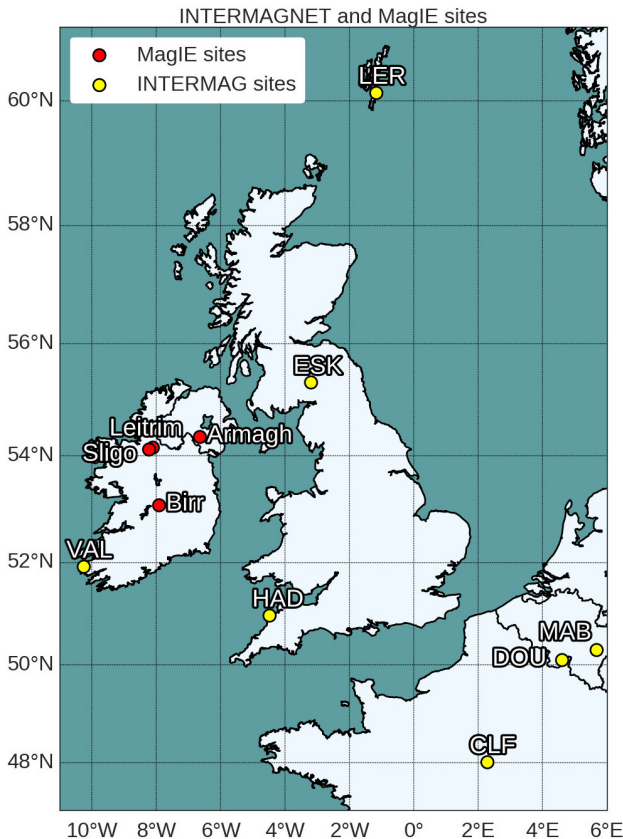 INTERMAGNET and MagIE sites
MagIE sites
INTERMAG sites
LER
60°N
58°N
56°N
ESK
Leitrim
Armagh
Sligo
54°N
Birr
VAL
52°N
HAD
MAB
DOU
50°N
CLF
48°N
10°W 8°W 6°W 4°W 2°W 0° 2°E 4°E 6°E